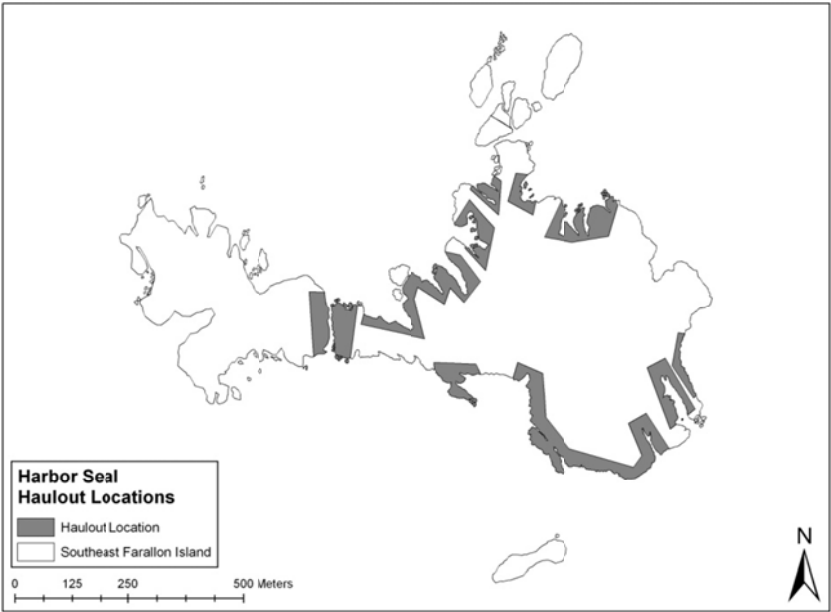 N
Harbor Seal
Haulout Locations
Haulout Location
Southeast Farallon Island
0 125 250 500 Meters